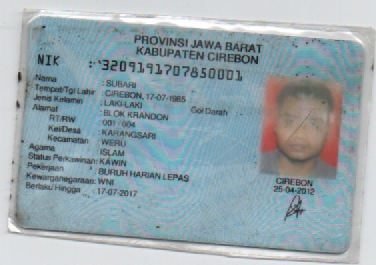 PROVINSI JAWA BARAT
KABUPATEN CIREBON
NIK : 3209191707850001
Nama : SUBARI
Tempat/Tgl Lahir : CIREBON, 17-07-1985
Jenis Kelamin : LAKI-LAKI Gol Darah
Alamat : BLOK KRANDON
RT/RW : 001 / 004
Kel/Desa : KARANGSARI
Kecamatan : WERU
Agama : ISLAM
Status Perkawinan : KAWIN
Pekerjaan : BURUH HARIAN LEPAS
Kewarganegaraan : WNI
Berlaku Hingga : 17-07-2017
CIREBON
25-04-2012